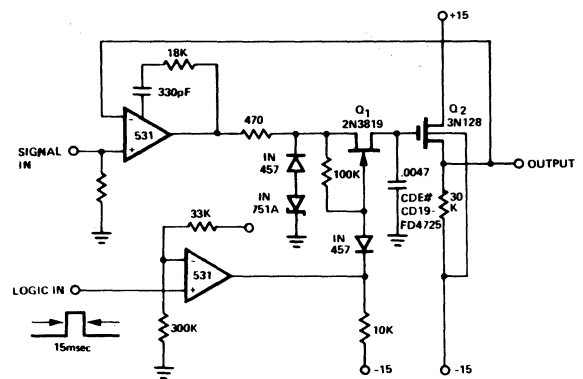 +15
18K
330pF
Q1
2N3819
Q2
3N128
470
531
-
+
SIGNAL
IN
OUTPUT
IN
457
100K
.0047
CDE#
CD19-
FD4725
30
K
IN
751A
33K
IN
457
531
-
+
LOGIC IN
300K
10K
15msec
-15
-15